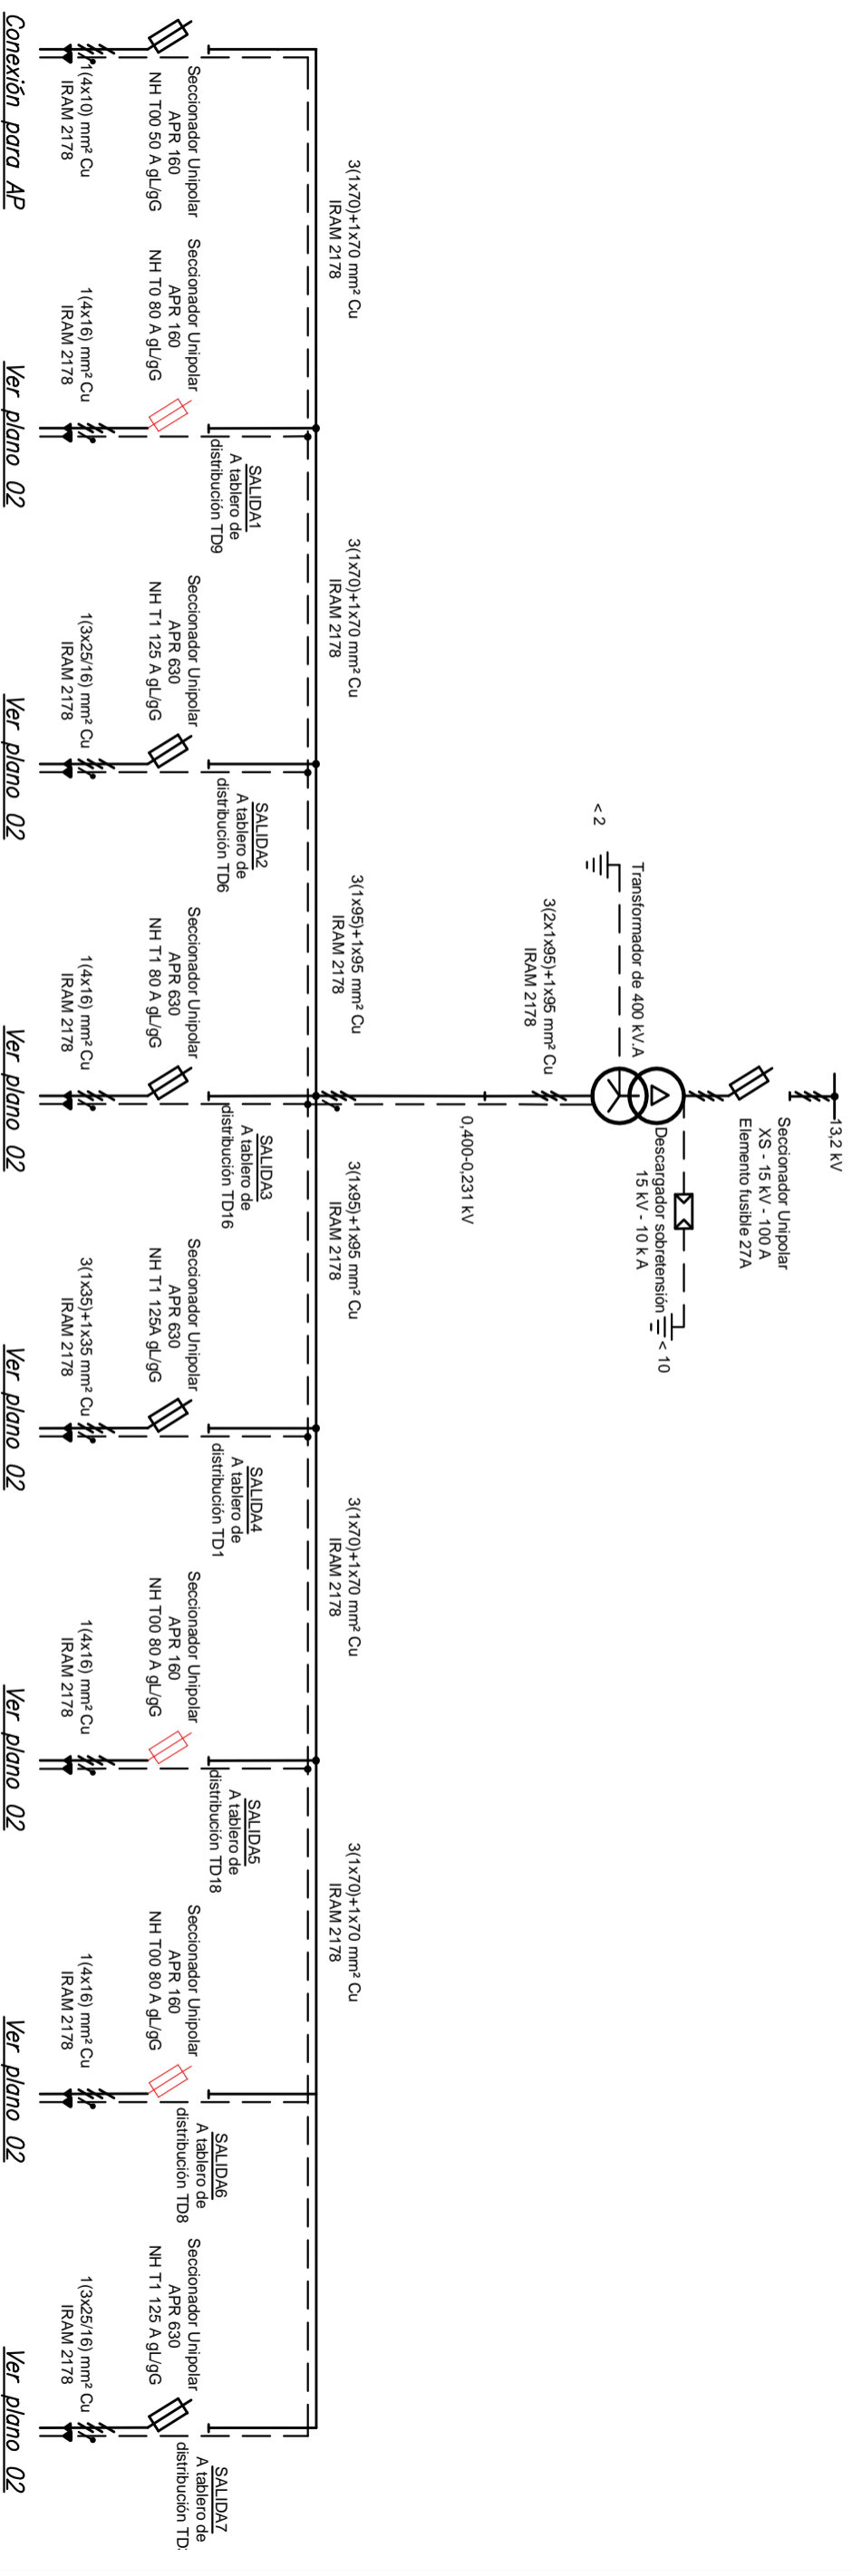 13,2 kV
Seccionador Unipolar
XS - 15 kV - 100 A
Elemento fusible 27A
Descargador sobretensión
15 kV - 10 k A
< 10
Transformador de 400 kV.A
< 2
3(2x1x95)+1x95 mm² Cu
IRAM 2178
0,400-0,231 kV
3(1x70)+1x70 mm² Cu
IRAM 2178
3(1x70)+1x70 mm² Cu
IRAM 2178
3(1x95)+1x95 mm² Cu
IRAM 2178
3(1x95)+1x95 mm² Cu
IRAM 2178
3(1x70)+1x70 mm² Cu
IRAM 2178
3(1x70)+1x70 mm² Cu
IRAM 2178
Seccionador Unipolar
APR 160
NH T00 50 A gL/gG
1(4x10) mm² Cu
IRAM 2178
Conexión para AP
SALIDA1
A tablero de
distribución TD9
Seccionador Unipolar
APR 160
NH T0 80 A gL/gG
1(4x16) mm² Cu
IRAM 2178
Ver plano 02
SALIDA2
A tablero de
distribución TD6
Seccionador Unipolar
APR 630
NH T1 125 A gL/gG
1(3x25/16) mm² Cu
IRAM 2178
Ver plano 02
SALIDA3
A tablero de
distribución TD16
Seccionador Unipolar
APR 630
NH T1 80 A gL/gG
1(4x16) mm² Cu
IRAM 2178
Ver plano 02
SALIDA4
A tablero de
distribución TD1
Seccionador Unipolar
APR 630
NH T1 125A gL/gG
3(1x35)+1x35 mm² Cu
IRAM 2178
Ver plano 02
SALIDA5
A tablero de
distribución TD18
Seccionador Unipolar
APR 160
NH T00 80 A gL/gG
1(4x16) mm² Cu
IRAM 2178
Ver plano 02
SALIDA6
A tablero de
distribución TD8
Seccionador Unipolar
APR 160
NH T00 80 A gL/gG
1(4x16) mm² Cu
IRAM 2178
Ver plano 02
SALIDA7
A tablero de
distribución
Seccionador Unipolar
APR 630
NH T1 125 A gL/gG
1(3x25/16) mm² Cu
IRAM 2178
Ver plano 02